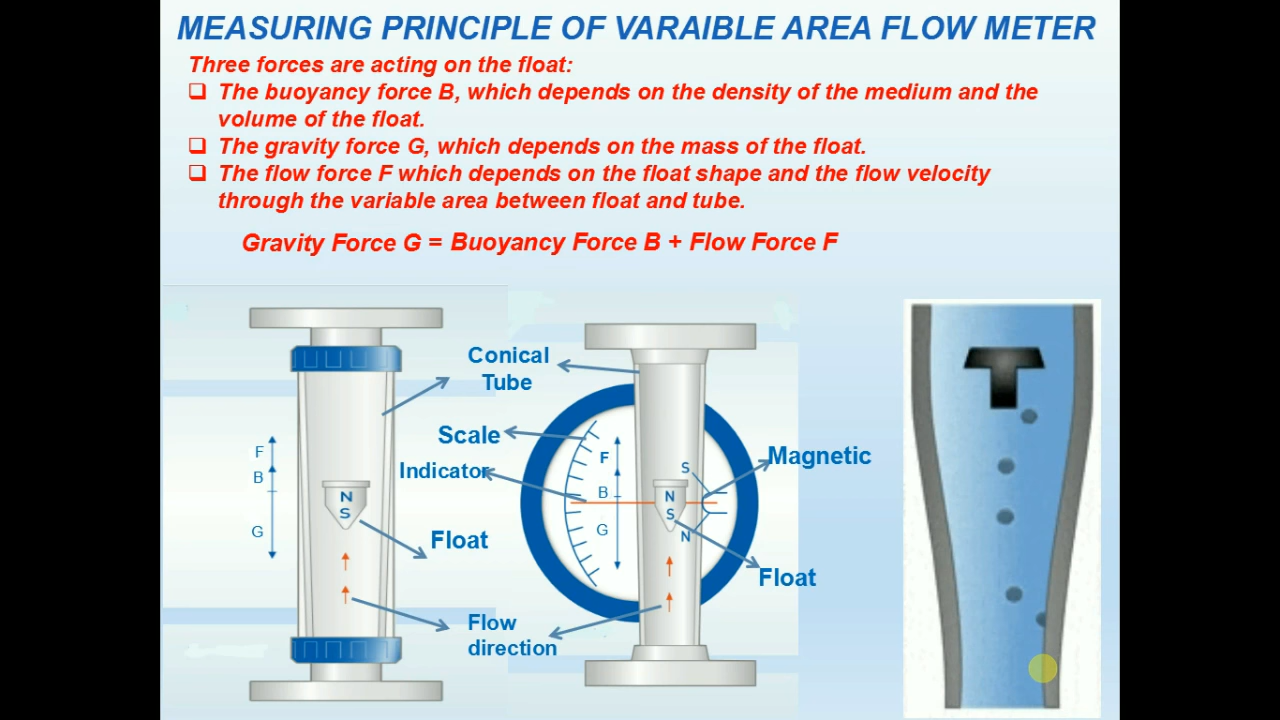 MEASURING PRINCIPLE OF VARAIBLE AREA FLOW METER
Three forces are acting on the float:
❑ The buoyancy force B, which depends on the density of the medium and the
volume of the float.
❑ The gravity force G, which depends on the mass of the float.
❑ The flow force F which depends on the float shape and the flow velocity
through the variable area between float and tube.
Gravity Force G = Buoyancy Force B + Flow Force F
Conical
Tube
Scale
Indicator
Magnetic
F
B
G
N
S
F
B
G
S
N
S
N
Float
Float
Flow
direction